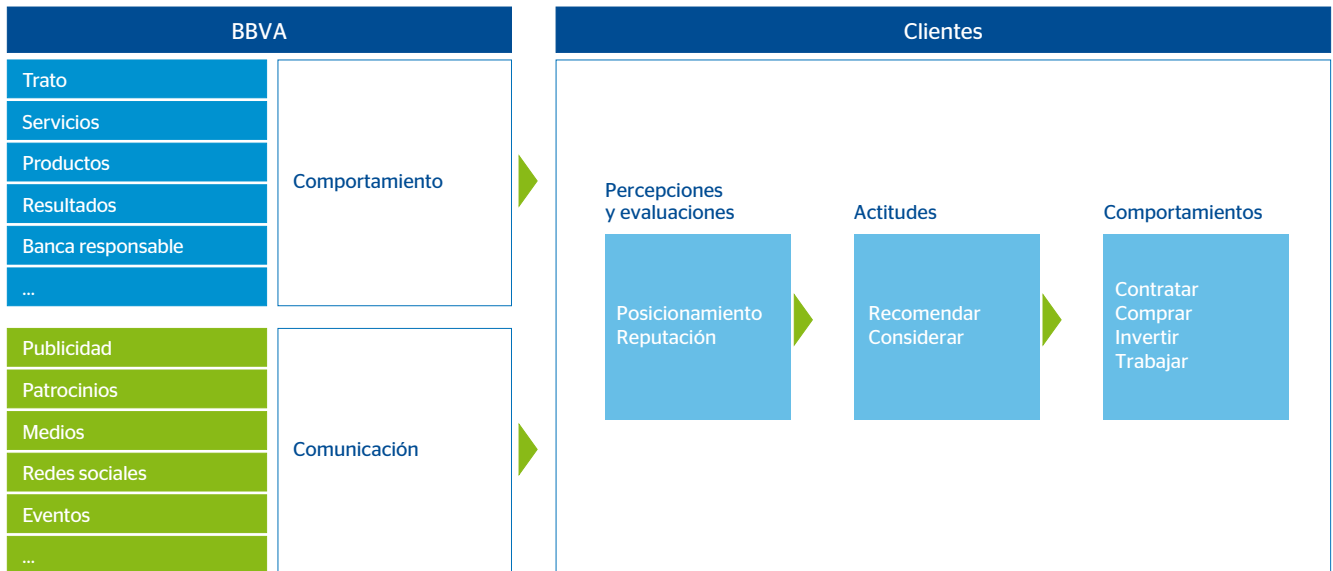 BBVA
Trato
Servicios
Productos
Resultados
Banca responsable
...
Comportamiento
Publicidad
Patrocinios
Medios
Redes sociales
Eventos
...
Comunicación
Clientes
Percepciones
y evaluaciones
Posicionamiento
Reputación
Actitudes
Recomendar
Considerar
Comportamientos
Contratar
Comprar
Invertir
Trabajar